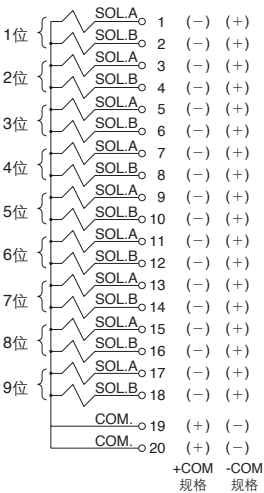 1位 SOL.A 1 (−) (+)
SOL.B 2 (−) (+)
2位 SOL.A 3 (−) (+)
SOL.B 4 (−) (+)
3位 SOL.A 5 (−) (+)
SOL.B 6 (−) (+)
4位 SOL.A 7 (−) (+)
SOL.B 8 (−) (+)
5位 SOL.A 9 (−) (+)
SOL.B 10 (−) (+)
6位 SOL.A 11 (−) (+)
SOL.B 12 (−) (+)
7位 SOL.A 13 (−) (+)
SOL.B 14 (−) (+)
8位 SOL.A 15 (−) (+)
SOL.B 16 (−) (+)
9位 SOL.A 17 (−) (+)
SOL.B 18 (−) (+)
COM. 19 (+) (−)
COM. 20 (+) (−)
+COM -COM
规格 规格